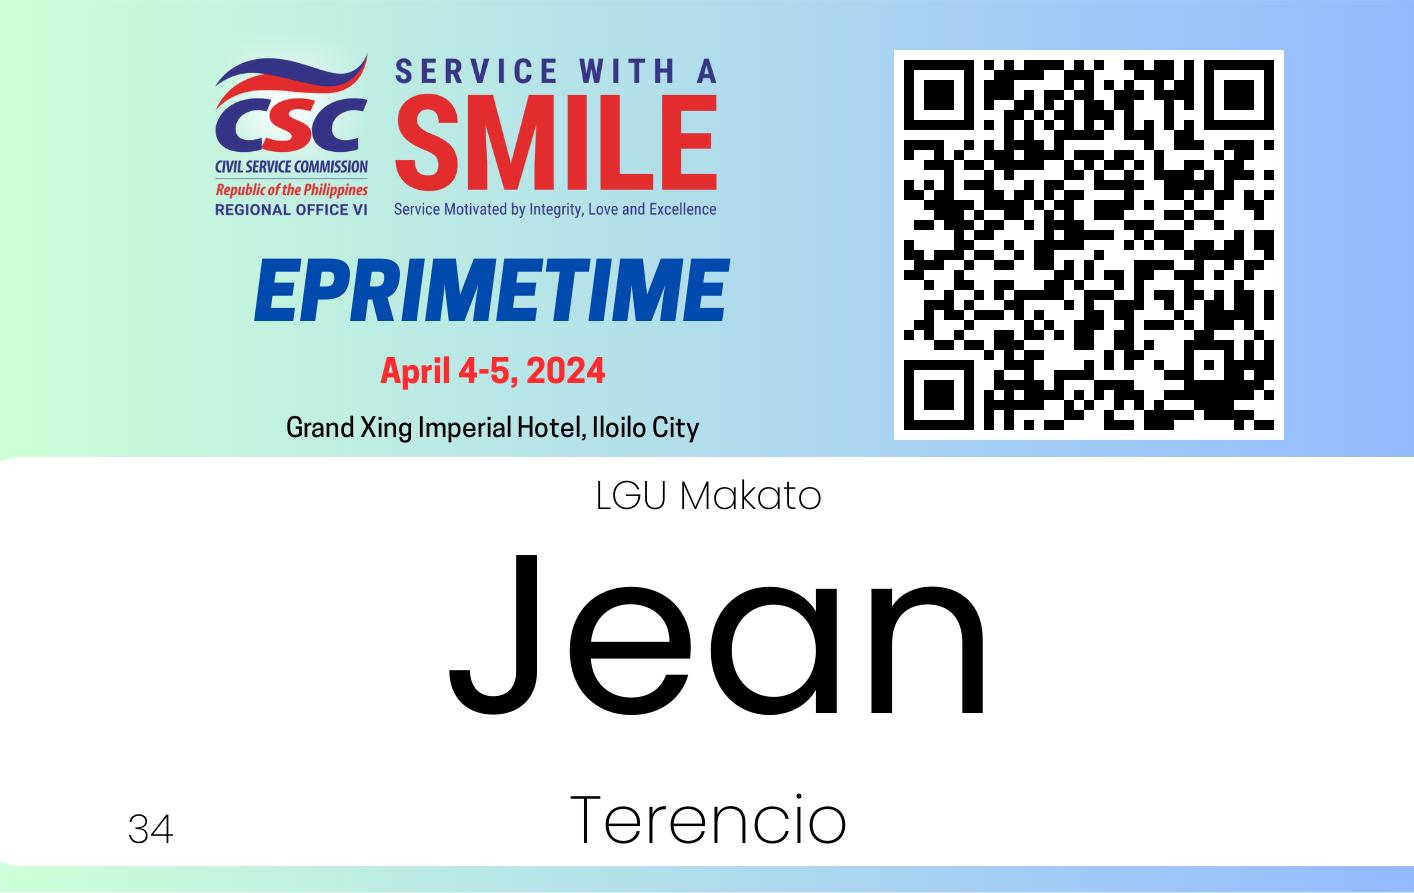 CSC
CIVIL SERVICE COMMISSION
Republic of the Philippines
REGIONAL OFFICE VI
SERVICE WITH A
SMILE
Service Motivated by Integrity, Love and Excellence
EPRIMETIME
April 4-5, 2024
Grand Xing Imperial Hotel, Iloilo City
LGU Makato
Jean
Terencio
34